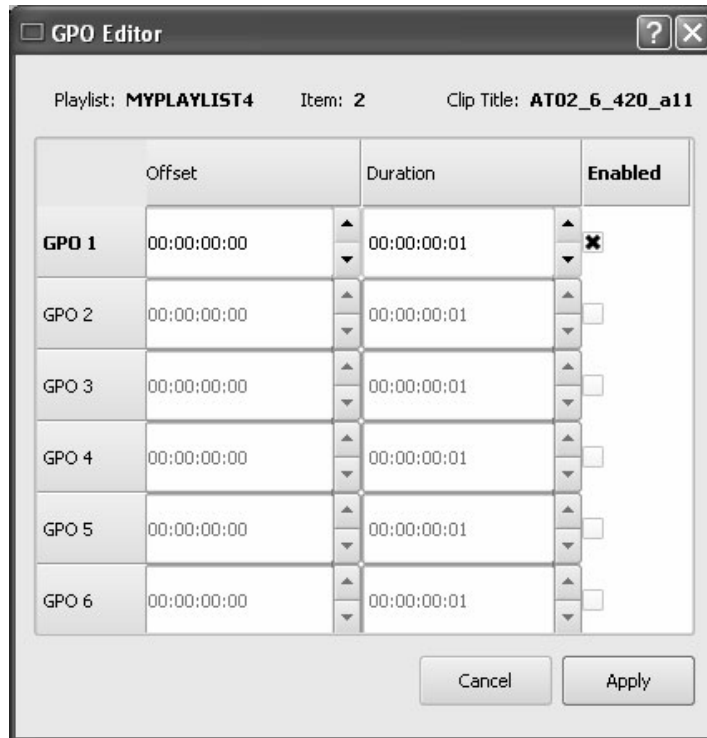 GPO Editor
Playlist: MYPLAYLIST4 Item: 2 Clip Title: AT02_6_420_a11
Offset Duration Enabled
GPO 1 00:00:00:00 00:00:00:01
GPO 2 00:00:00:00 00:00:00:01
GPO 3 00:00:00:00 00:00:00:01
GPO 4 00:00:00:00 00:00:00:01
GPO 5 00:00:00:00 00:00:00:01
GPO 6 00:00:00:00 00:00:00:01
Cancel Apply